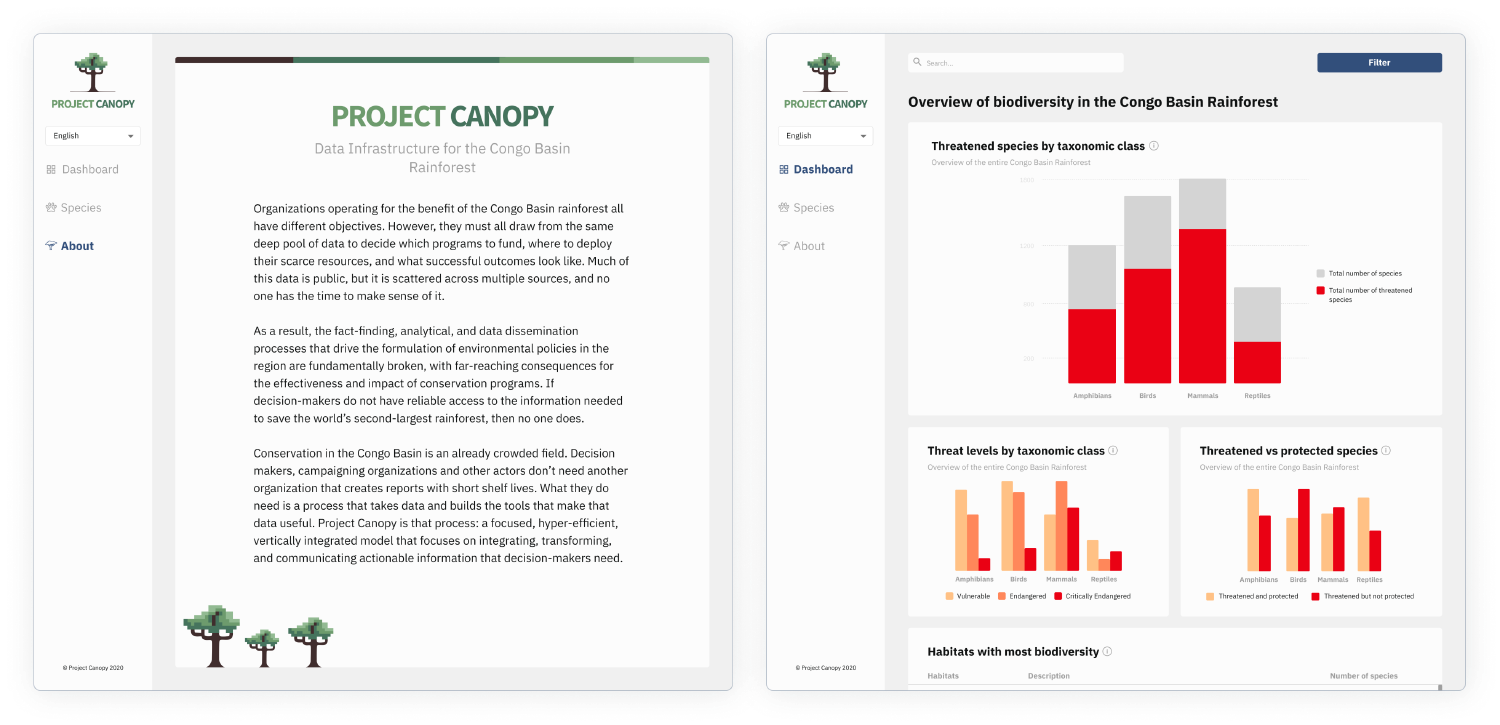 PROJECT CANOPY
English
Dashboard
Species
About
© Project Canopy 2020
PROJECT CANOPY
Data Infrastructure for the Congo Basin
Rainforest
Organizations operating for the benefit of the Congo Basin rainforest all
have different objectives. However, they must all draw from the same
deep pool of data to decide which programs to fund, where to deploy
their scarce resources, and what successful outcomes look like. Much of
this data is public, but it is scattered across multiple sources, and no
one has the time to make sense of it.
As a result, the fact-finding, analytical, and data dissemination
processes that drive the formulation of environmental policies in the
region are fundamentally broken, with far-reaching consequences for
the effectiveness and impact of conservation programs. If
decision-makers do not have reliable access to the information needed
to save the world’s second-largest rainforest, then no one does.
Conservation in the Congo Basin is an already crowded field. Decision
makers, campaigning organizations and other actors don’t need another
organization that creates reports with short shelf lives. What they do
need is a process that takes data and builds the tools that make that
data useful. Project Canopy is that process: a focused, hyper-efficient,
vertically integrated model that focuses on integrating, transforming,
and communicating actionable information that decision-makers need.
PROJECT CANOPY
English
Dashboard
Species
About
© Project Canopy 2020
Search...
Filter
Overview of biodiversity in the Congo Basin Rainforest
Threatened species by taxonomic class
Overview of the entire Congo Basin Rainforest
Amphibians Birds Mammals Reptiles
Total number of species
Total number of threatened
species
Threat levels by taxonomic class
Overview of the entire Congo Basin Rainforest
Amphibians Birds Mammals Reptiles
Vulnerable Endangered Critically Endangered
Threatened vs protected species
Overview of the entire Congo Basin Rainforest
Amphibians Birds Mammals Reptiles
Threatened and protected Threatened but not protected
Habitats with most biodiversity
Habitats Description Number of species